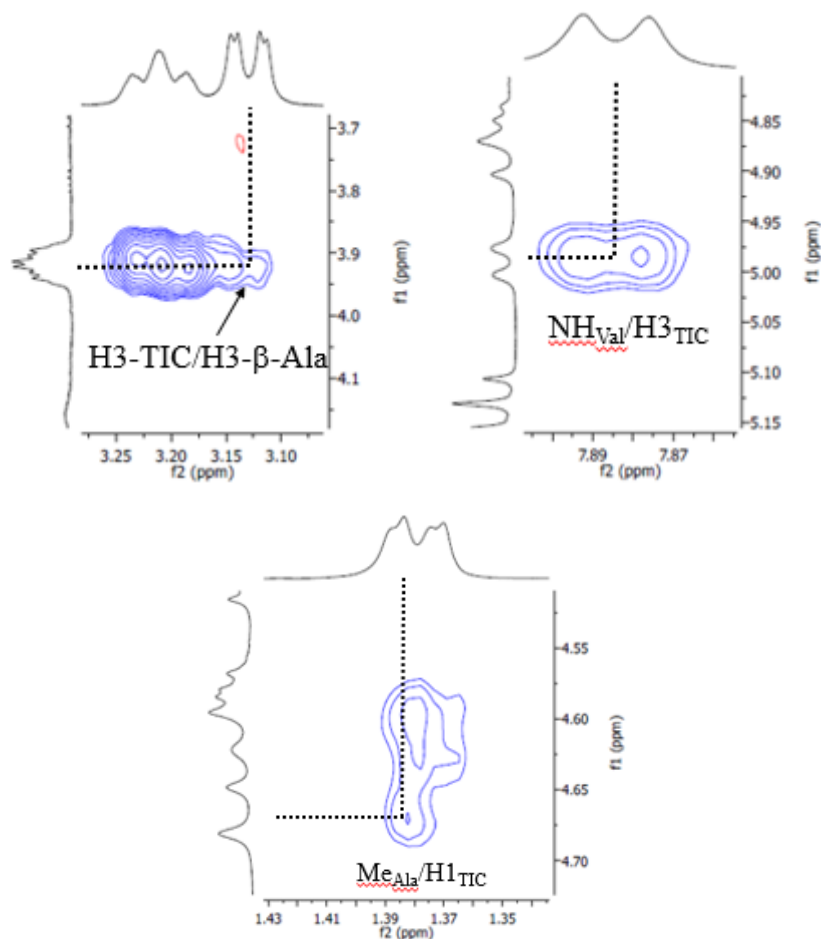 3.7
3.8
3.9
4.0
4.1
f1 (ppm)
H3-TIC/H3-β-Ala
3.25 3.20 3.15 3.10
f2 (ppm)
4.85
4.90
4.95
5.00
5.05
5.10
5.15
f1 (ppm)
NHVal/H3TIC
7.89 7.87
f2 (ppm)
4.55
4.60
4.65
4.70
f1 (ppm)
MeAla/H1TIC
1.43 1.41 1.39 1.37 1.35
f2 (ppm)